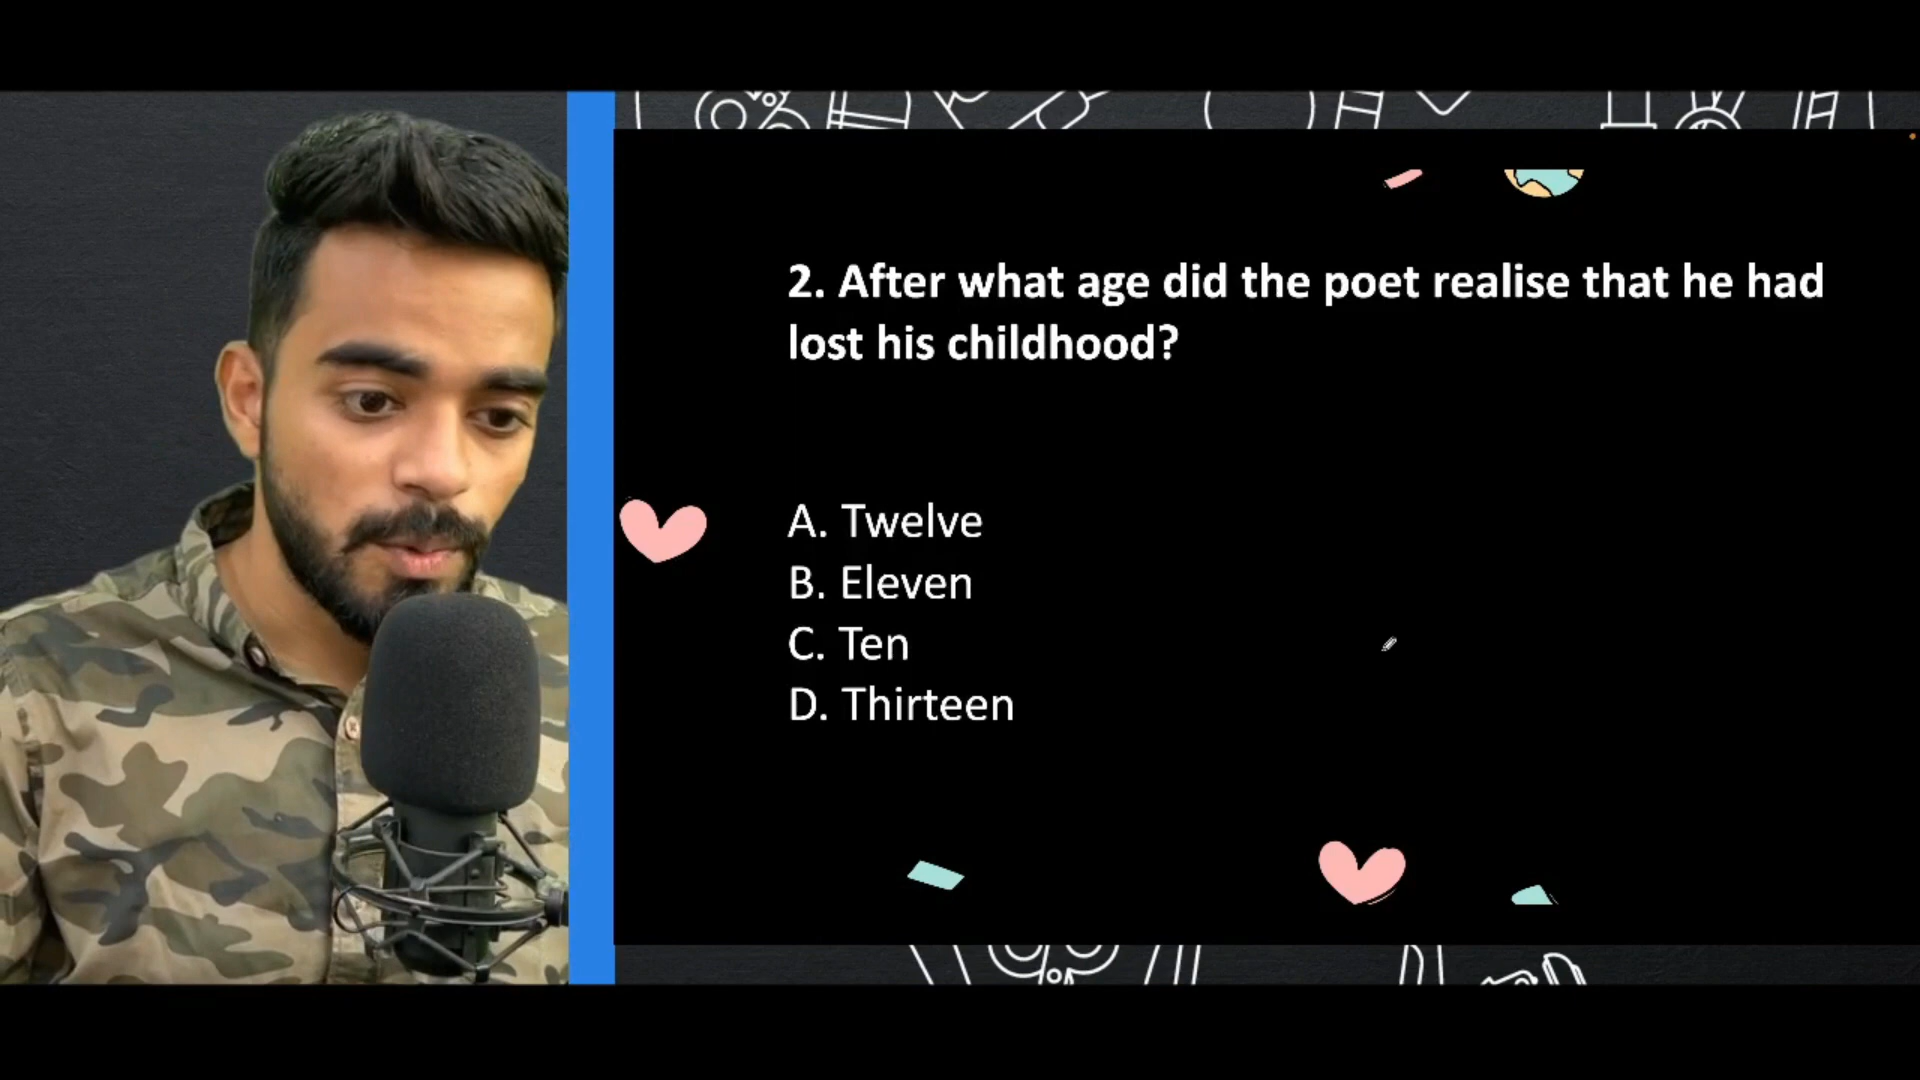 2. After what age did the poet realise that he had
lost his childhood?
A. Twelve
B. Eleven
C. Ten
D. Thirteen